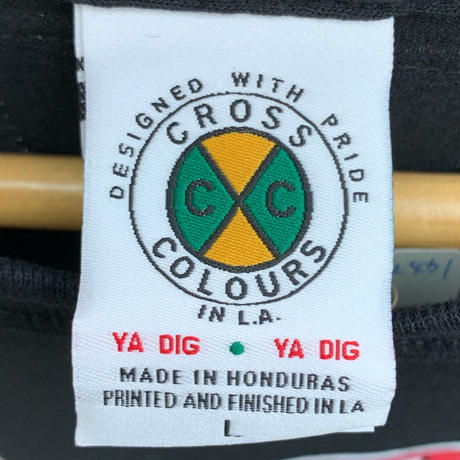 DESIGNED WITH PRIDE
CROSS
C C
COLOURS
IN L.A.
YA DIG • YA DIG
MADE IN HONDURAS
PRINTED AND FINISHED IN LA
L